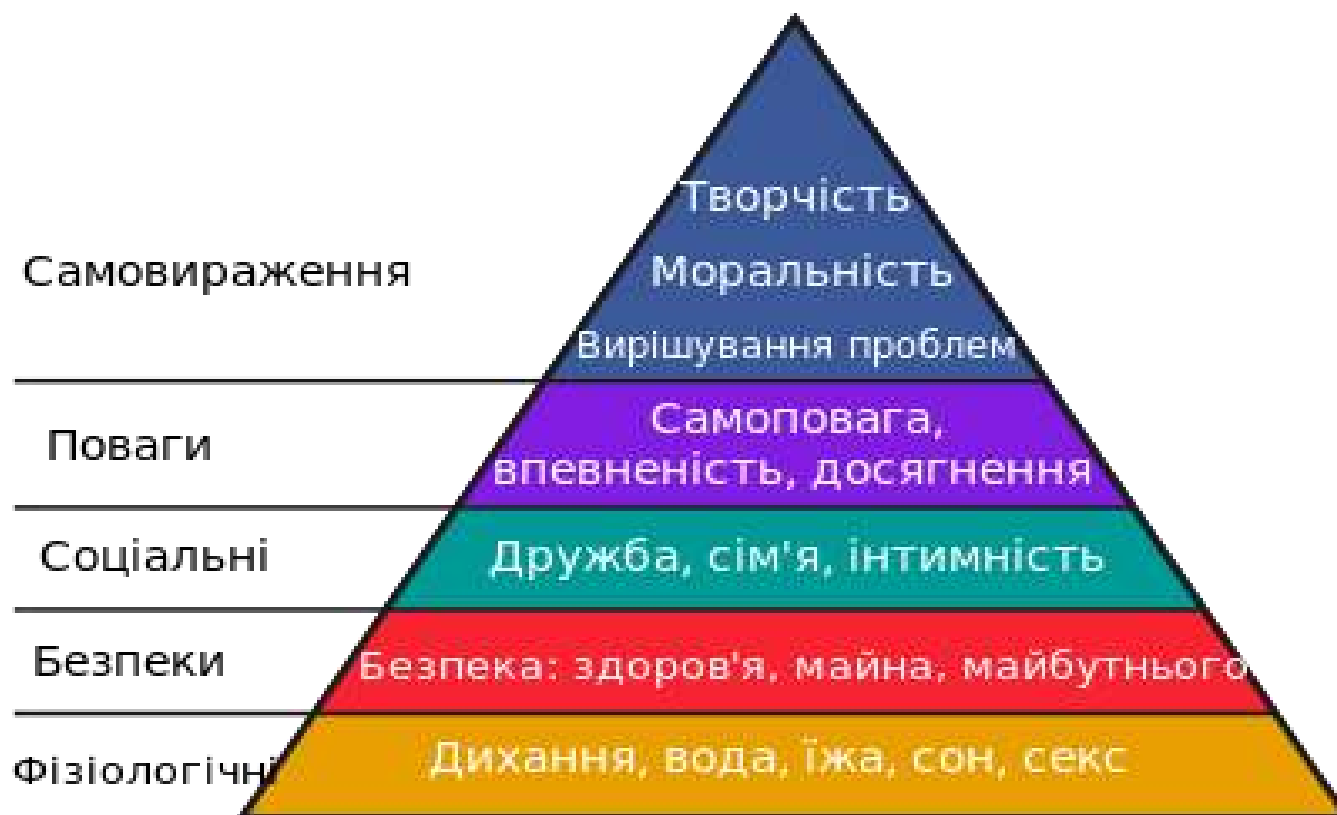 Творчість
Самовираження
Моральність
Вирішування проблем
Поваги
Самоповага,
впевненість, досягнення
Соціальні
Дружба, сім'я, інтимність
Безпеки
Безпека: здоров'я, майна, майбутнього
Фізіологічні
Дихання, вода, їжа, сон, секс